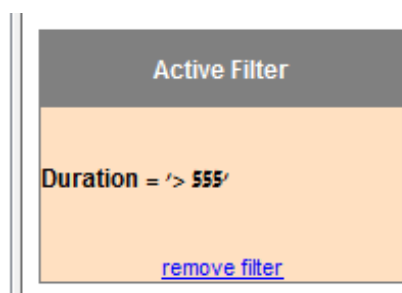 Active Filter
Duration = '> 555'
remove filter